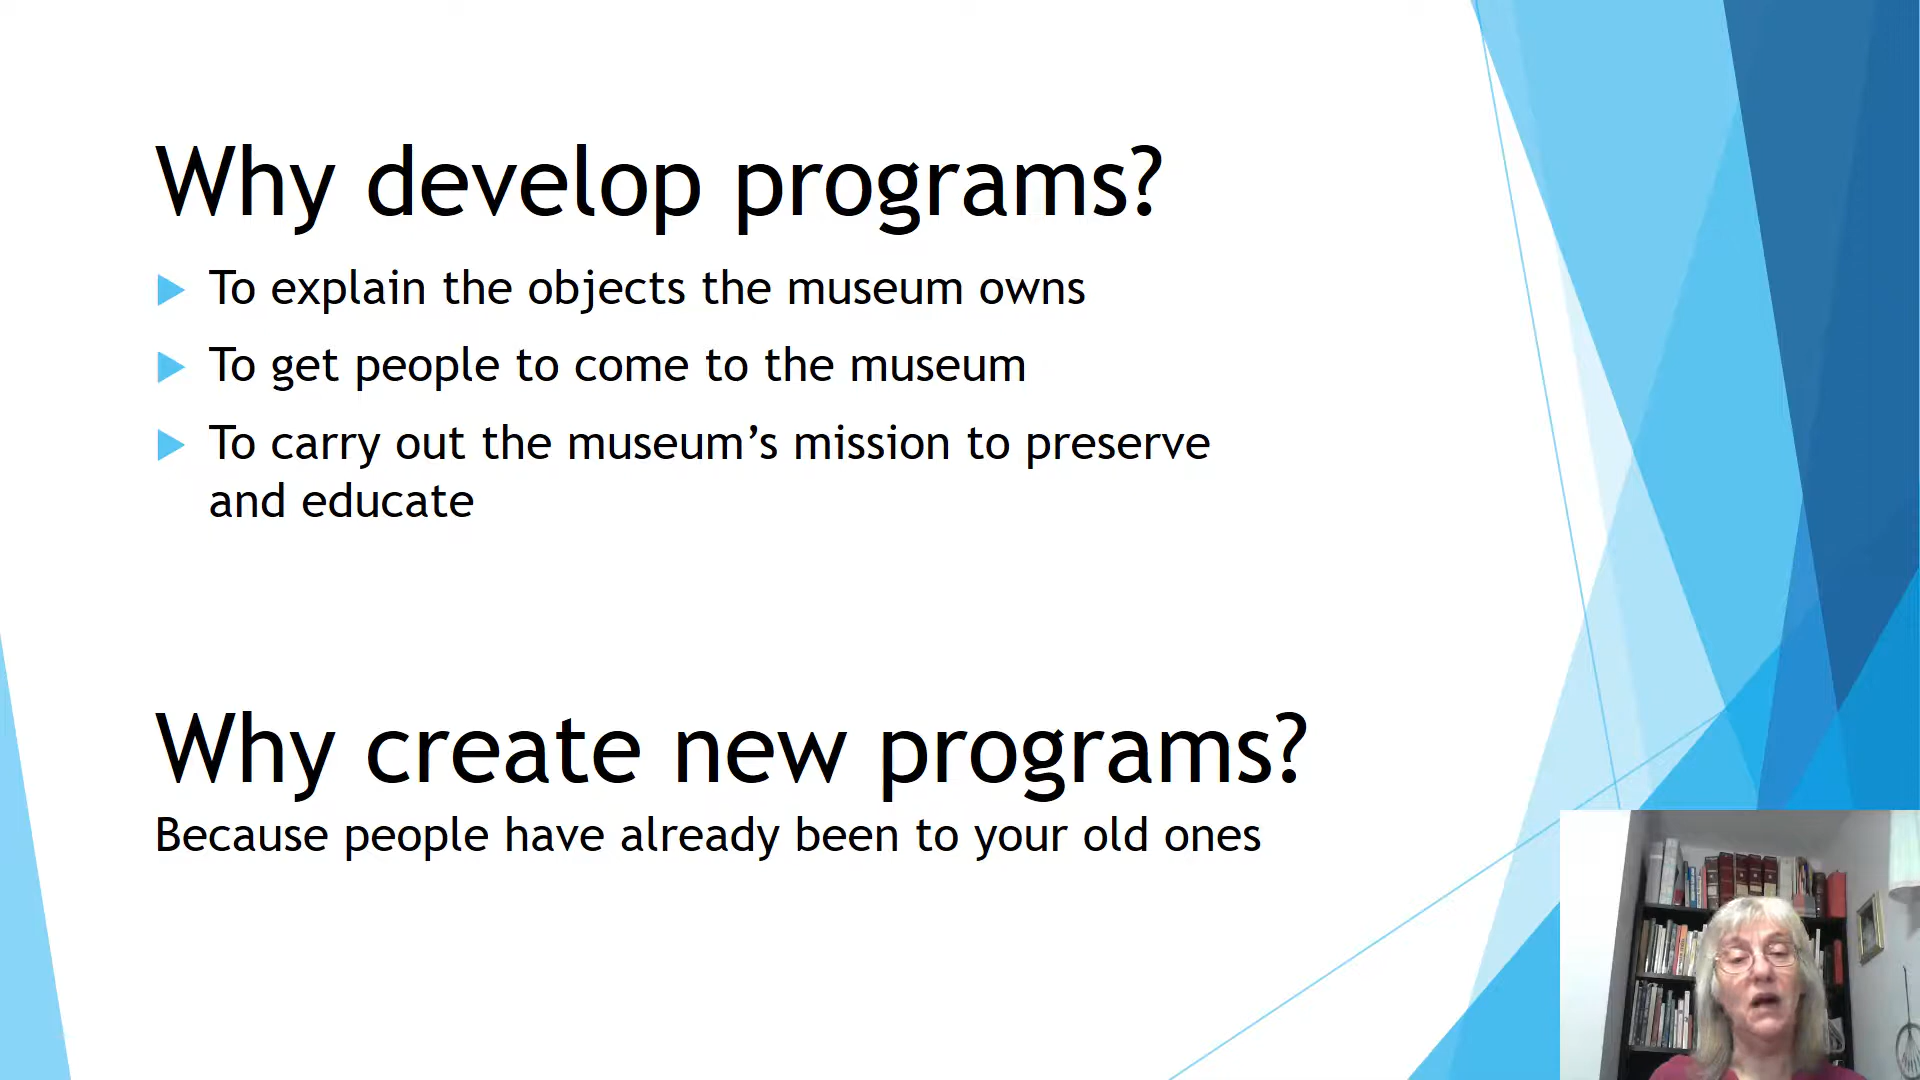 Why develop programs?
To explain the objects the museum owns
To get people to come to the museum
To carry out the museum’s mission to preserve
and educate
Why create new programs?
Because people have already been to your old ones